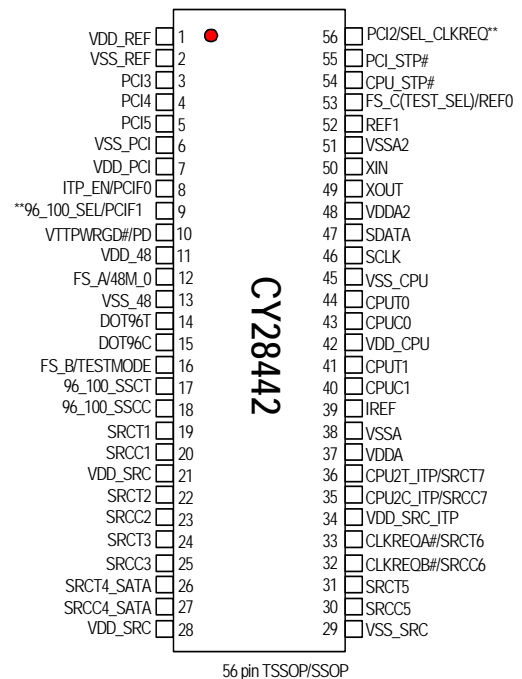 VDD_REF 1 56 PCI2/SEL_CLKREQ**
VSS_REF 2 55 PCI_STP#
PCI3 3 54 CPU_STP#
PCI4 4 53 FS_C(TEST_SEL)/REF0
PCI5 5 52 REF1
VSS_PCI 6 51 VSSA2
VDD_PCI 7 50 XIN
ITP_EN/PCIF0 8 49 XOUT
**96_100_SEL/PCIF1 9 48 VDDA2
VTTPWRGD#/PD 10 47 SDATA
VDD_48 11 46 SCLK
FS_A/48M_0 12 45 VSS_CPU
VSS_48 13 44 CPUT0
DOT96T 14 43 CPUC0
DOT96C 15 42 VDD_CPU
FS_B/TESTMODE 16 41 CPUT1
96_100_SSCT 17 40 CPUC1
96_100_SSCC 18 39 IREF
SRCT1 19 38 VSSA
SRCC1 20 37 VDDA
VDD_SRC 21 36 CPU2T_ITP/SRCT7
SRCT2 22 35 CPU2C_ITP/SRCC7
SRCC2 23 34 VDD_SRC_ITP
SRCT3 24 33 CLKREQA#/SRCT6
SRCC3 25 32 CLKREQB#/SRCC6
SRCT4_SATA 26 31 SRCT5
SRCC4_SATA 27 30 SRCC5
VDD_SRC 28 29 VSS_SRC
CY28442
56 pin TSSOP/SSOP